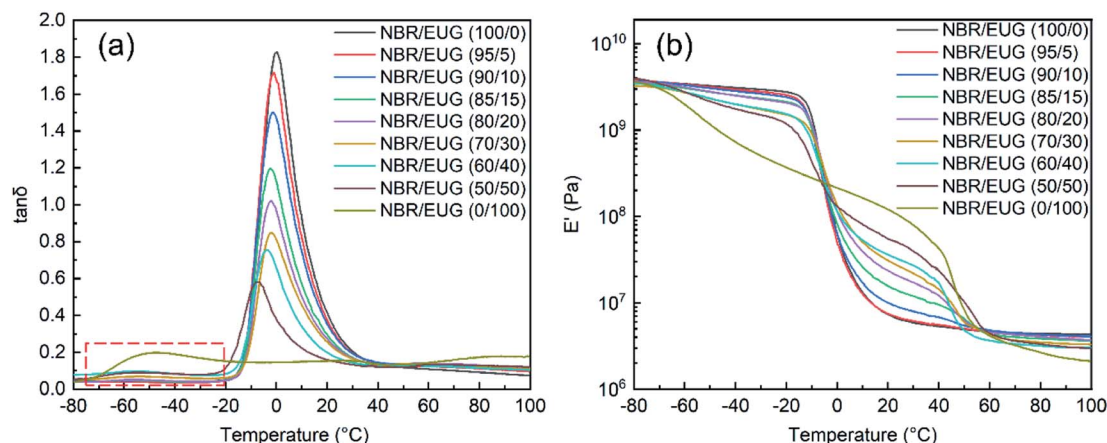 (a)
NBR/EUG (100/0)
NBR/EUG (95/5)
NBR/EUG (90/10)
NBR/EUG (85/15)
NBR/EUG (80/20)
NBR/EUG (70/30)
NBR/EUG (60/40)
NBR/EUG (50/50)
NBR/EUG (0/100)
2.0
1.8
1.6
1.4
1.2
1.0
0.8
0.6
0.4
0.2
0.0
tanδ
-80 -60 -40 -20 0 20 40 60 80 100
Temperature (°C)
(b)
NBR/EUG (100/0)
NBR/EUG (95/5)
NBR/EUG (90/10)
NBR/EUG (85/15)
NBR/EUG (80/20)
NBR/EUG (70/30)
NBR/EUG (60/40)
NBR/EUG (50/50)
NBR/EUG (0/100)
10¹⁰
10⁹
10⁸
10⁷
10⁶
E' (Pa)
-80 -60 -40 -20 0 20 40 60 80 100
Temperature (°C)